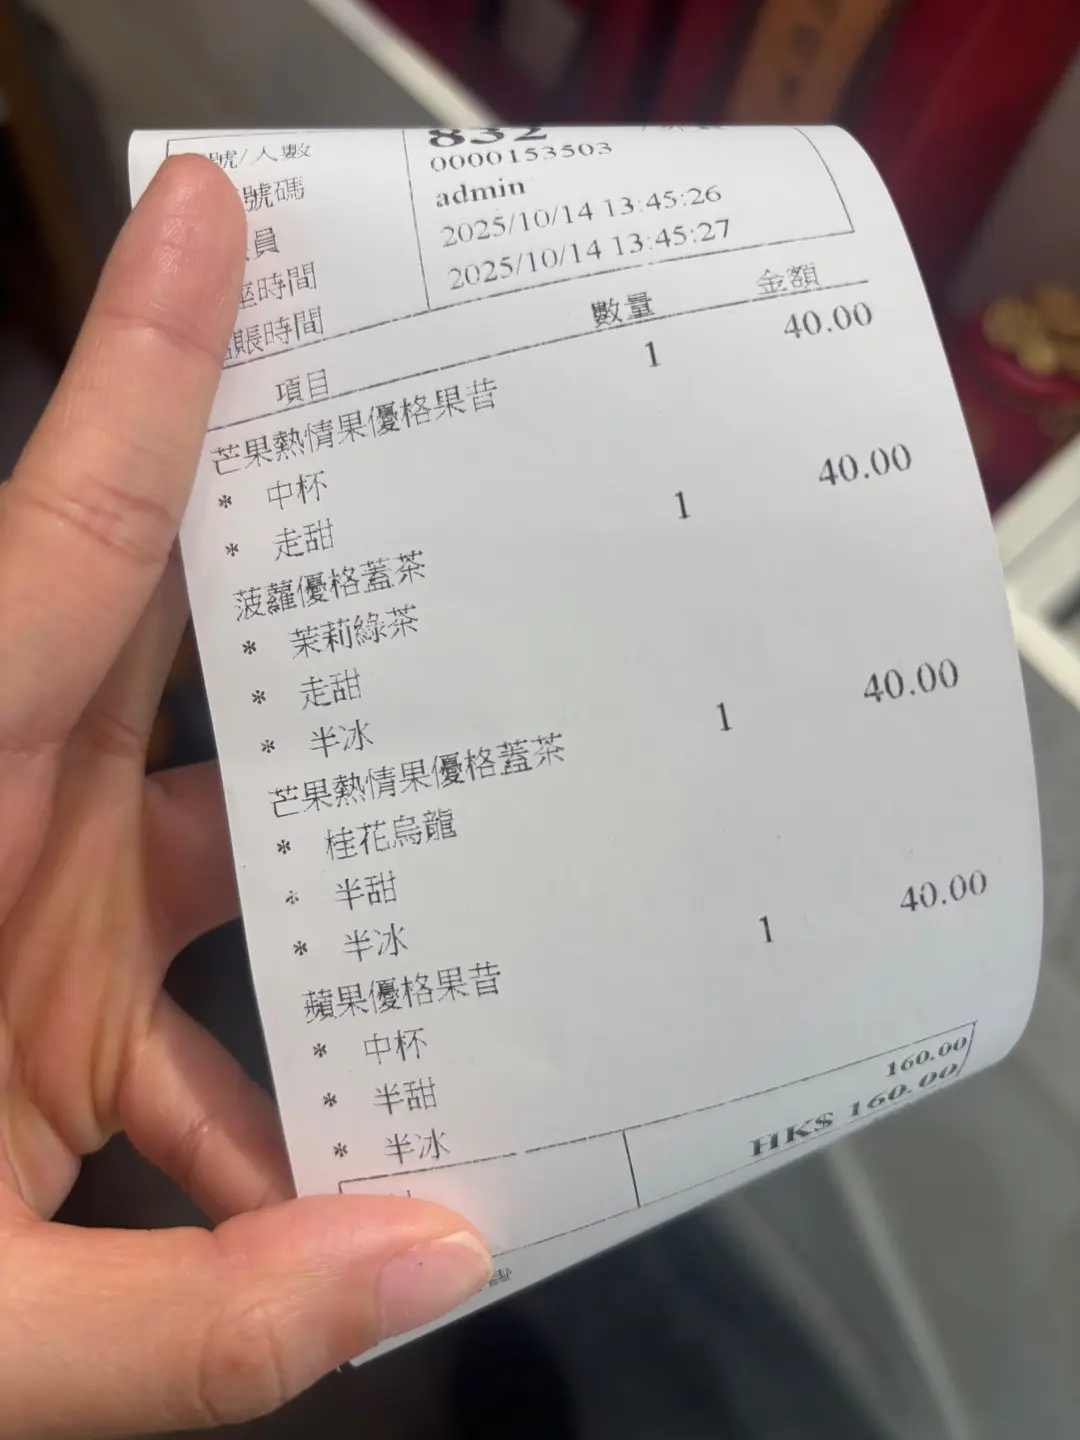 號/人數 832
號碼 0000153503
員 admin
座時間 2025/10/14 13:45:26
賬時間 2025/10/14 13:45:27
項目 數量 金額
芒果熱情果優格果昔 1 40.00
* 中杯
* 走甜
菠蘿優格蓋茶 1 40.00
* 茉莉綠茶
* 走甜
* 半冰
芒果熱情果優格蓋茶 1 40.00
* 桂花烏龍
* 半甜
* 半冰
蘋果優格果昔 1 40.00
* 中杯
* 半甜
* 半冰
160.00
HK$ 160.00